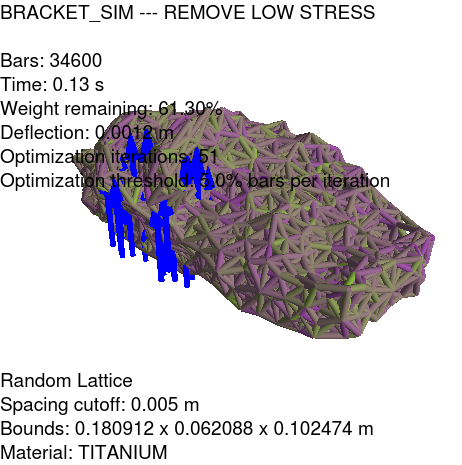 BRACKET_SIM --- REMOVE LOW STRESS
Bars: 34600
Time: 0.13 s
Weight remaining: 61.30%
Deflection: 0.0012 m
Optimization iterations: 51
Optimization threshold: 5.0% bars per iteration
Random Lattice
Spacing cutoff: 0.005 m
Bounds: 0.180912 x 0.062088 x 0.102474 m
Material: TITANIUM